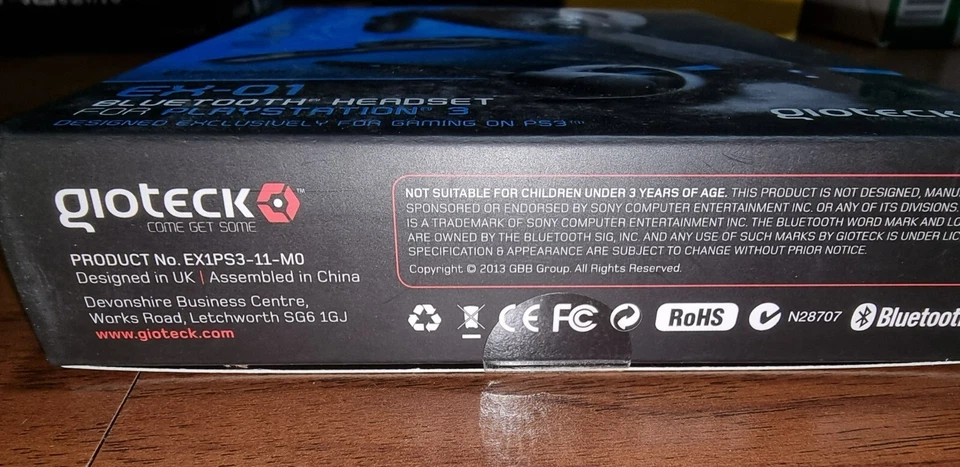 EX-01
BLUETOOTH HEADSET
FOR PLAYSTATION® 3
DESIGNED EXCLUSIVELY FOR GAMING ON PS3™
gioteck
gioteck™
COME GET SOME
PRODUCT No. EX1PS3-11-M0
Designed in UK | Assembled in China
Devonshire Business Centre,
Works Road, Letchworth SG6 1GJ
www.gioteck.com
NOT SUITABLE FOR CHILDREN UNDER 3 YEARS OF AGE. THIS PRODUCT IS NOT DESIGNED, MANU
SPONSORED OR ENDORSED BY SONY COMPUTER ENTERTAINMENT INC. OR ANY OF ITS DIVISIONS.
IS A TRADEMARK OF SONY COMPUTER ENTERTAINMENT INC. THE BLUETOOTH WORD MARK AND LO
ARE OWNED BY THE BLUETOOTH SIG, INC. AND ANY USE OF SUCH MARKS BY GIOTECK IS UNDER LIC
SPECIFICATION & APPEARANCE ARE SUBJECT TO CHANGE WITHOUT PRIOR NOTICE.
Copyright © 2013 GBB Group. All Rights Reserved.
CE FC RoHS N28707 Bluetoot